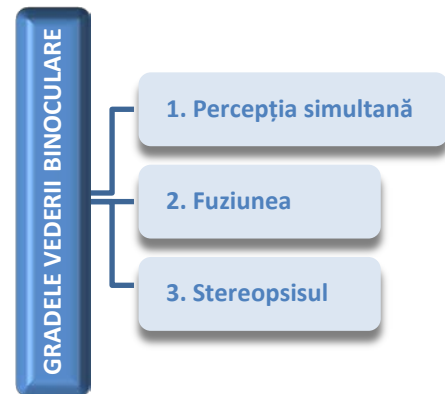 GRADELE VEDERII BINOCULARE
1. Percepția simultană
2. Fuziunea
3. Stereopsisul